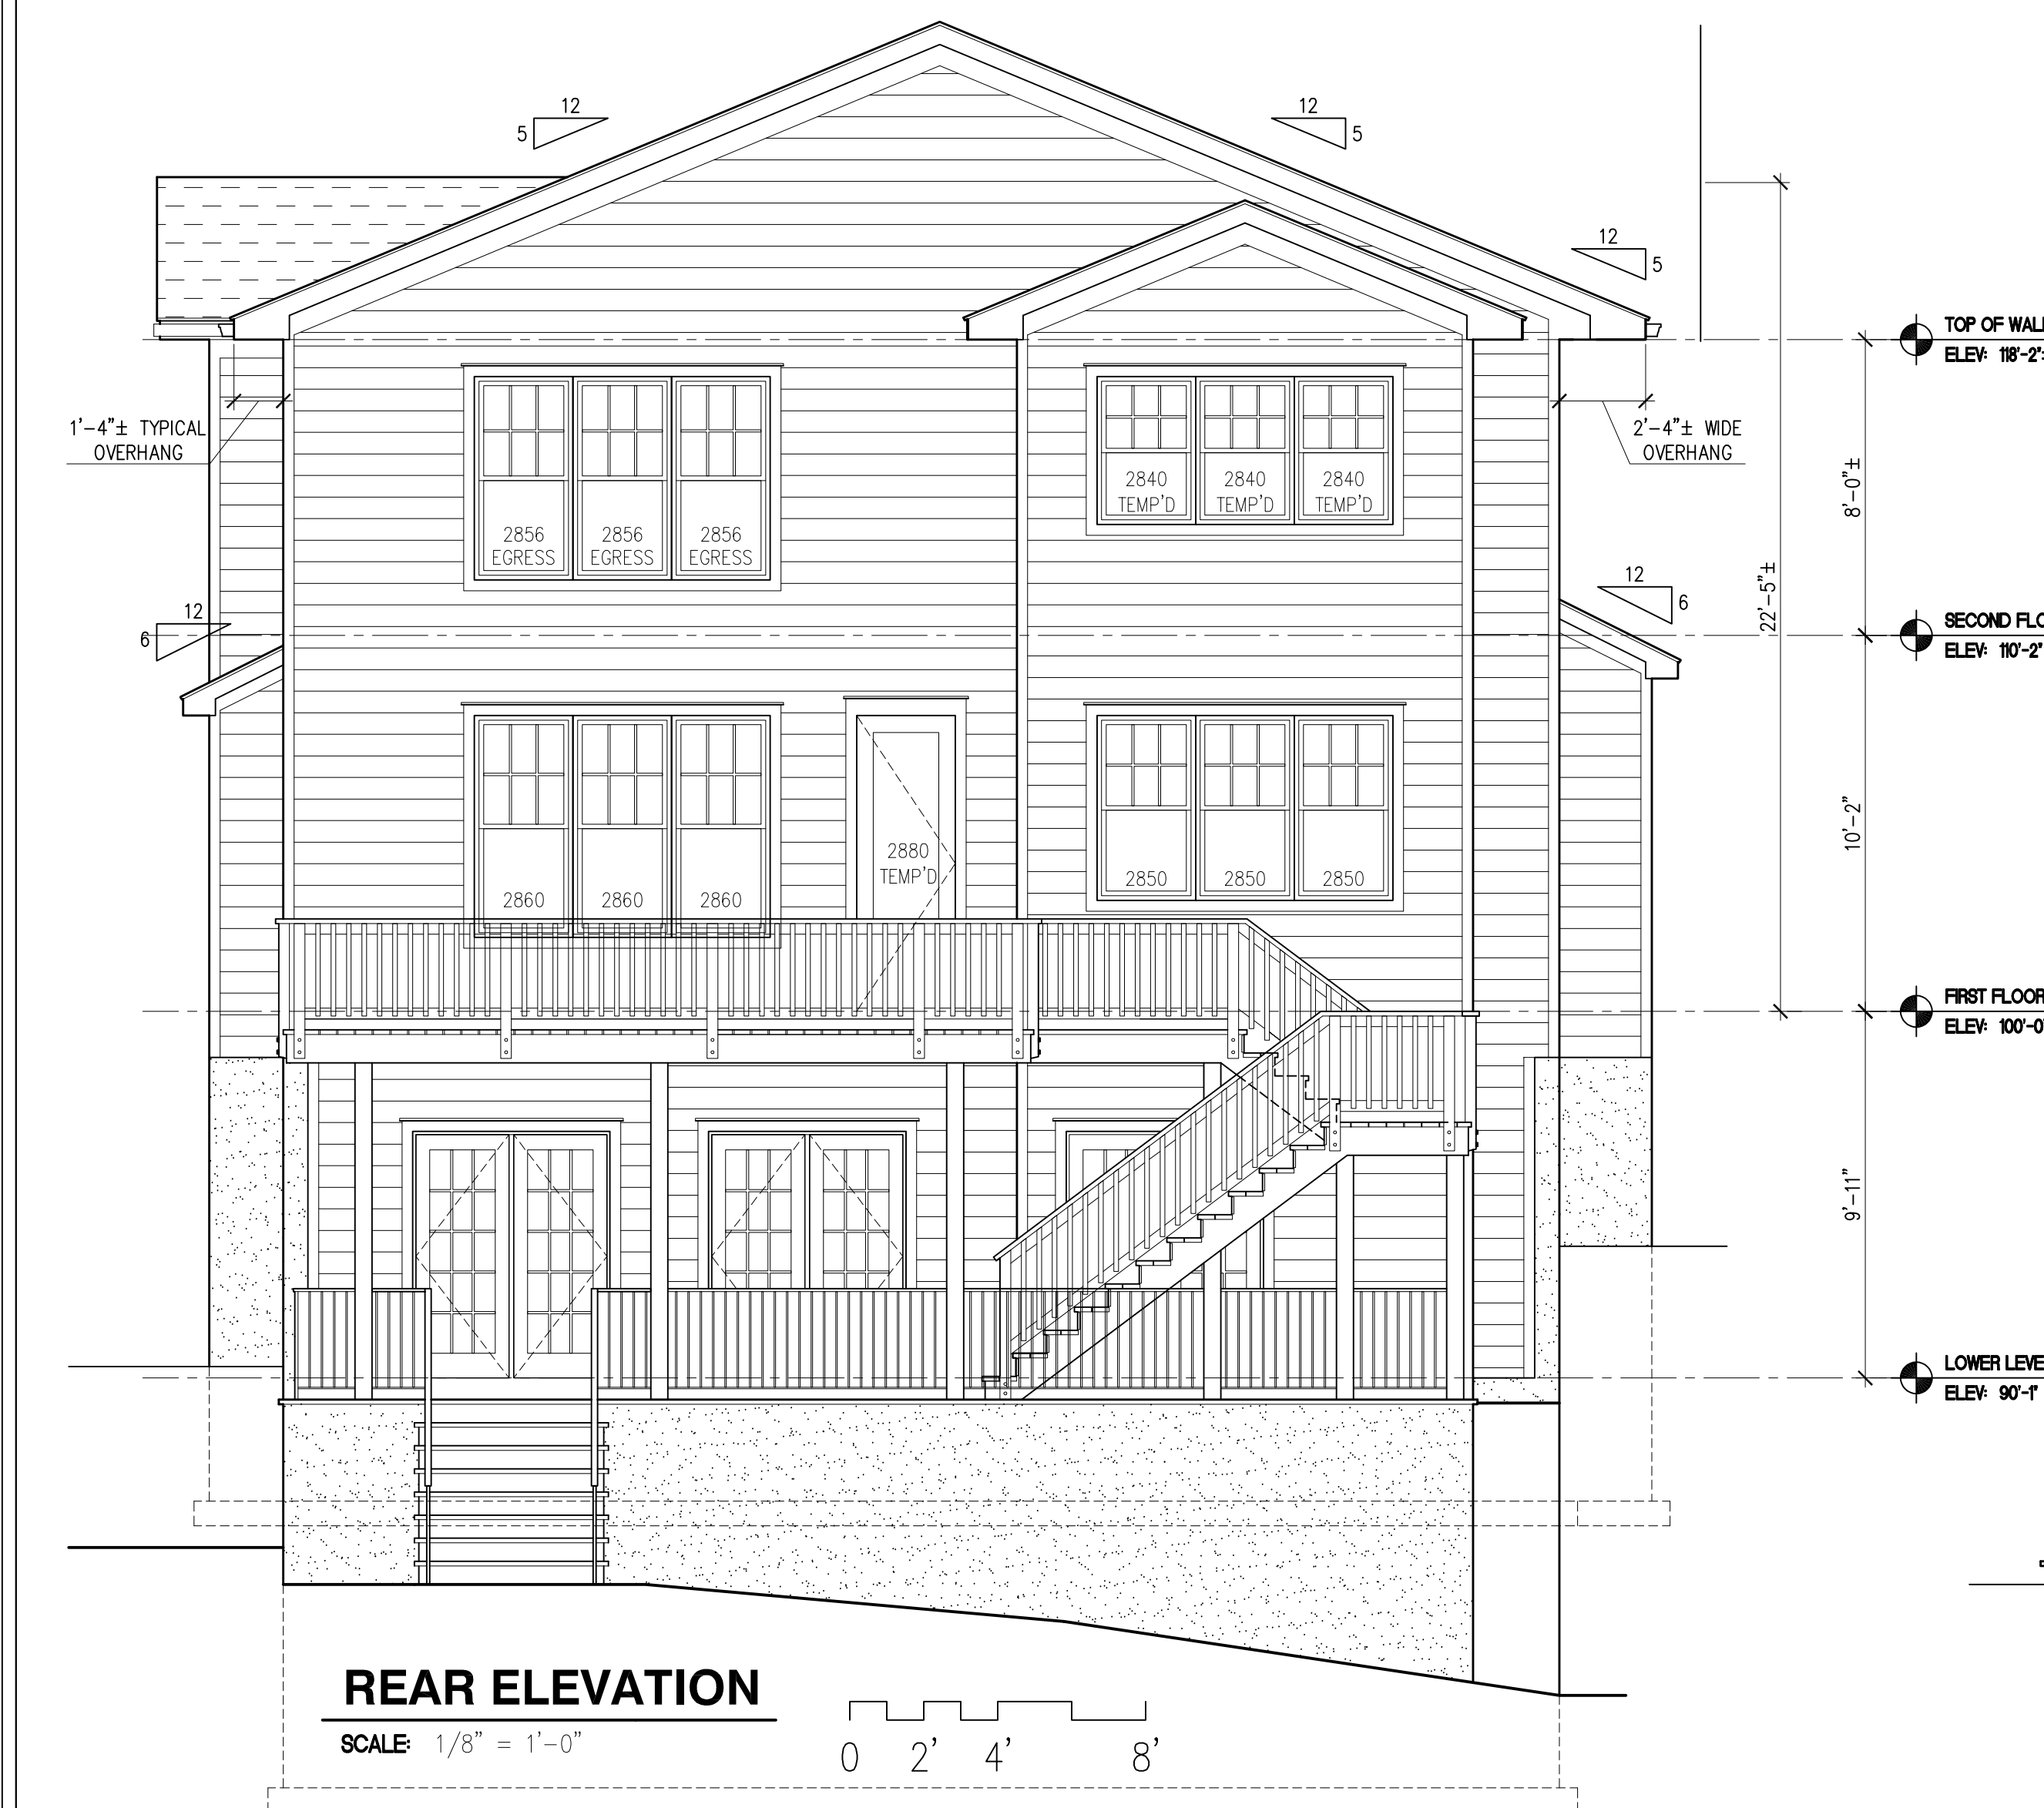 12
5
12
5
12
5
TOP OF WAL
ELEV: 118'-2"
1'-4"± TYPICAL
OVERHANG
2'-4"± WIDE
OVERHANG
8'-0"±
2840
TEMP'D
2840
TEMP'D
2840
TEMP'D
2856
EGRESS
2856
EGRESS
2856
EGRESS
22'-5"±
12
6
12
6
SECOND FLO
ELEV: 110'-2"
10'-2"
2880
TEMP'D
2860
2860
2860
2850
2850
2850
FIRST FLOOR
ELEV: 100'-0
9'-11"
LOWER LEVE
ELEV: 90'-1"
REAR ELEVATION
SCALE: 1/8" = 1'-0"
0 2' 4' 8'